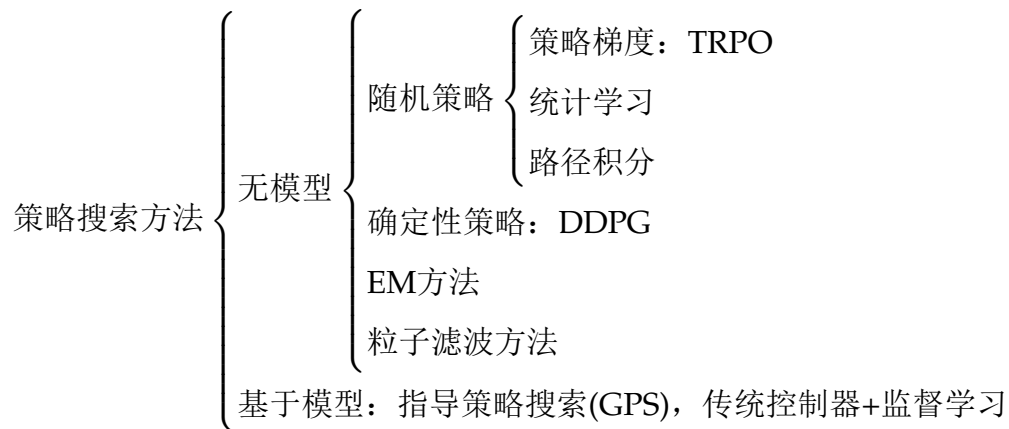 策略梯度：TRPO
随机策略
统计学习
路径积分
无模型
策略搜索方法
确定性策略：DDPG
EM方法
粒子滤波方法
基于模型：指导策略搜索(GPS)，传统控制器+监督学习